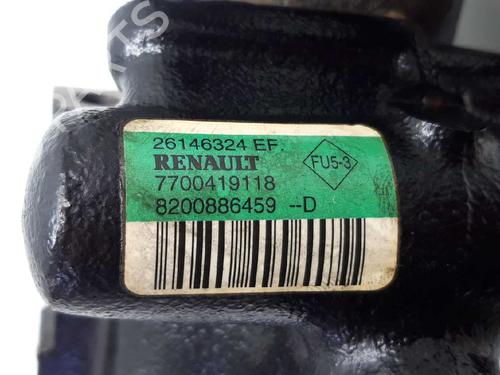 26146324 EF.
RENAULT
FU5-3
7700419118
8200886459 --D